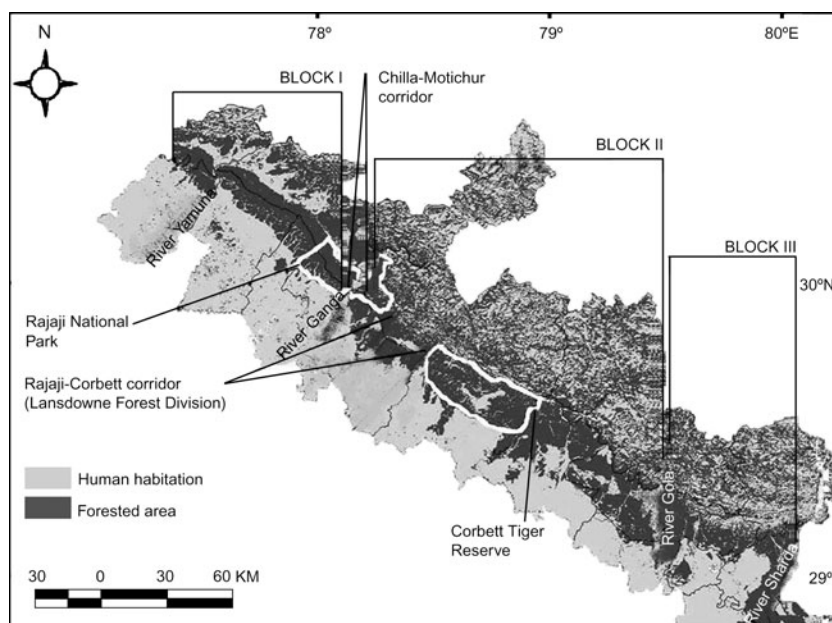 78º
79º
80ºE
N
BLOCK I
Chilla-Motichur
corridor
BLOCK II
BLOCK III
River Yamuna
30ºN
Rajaji National
Park
River Ganga
Rajaji-Corbett corridor
(Lansdowne Forest Division)
Human habitation
Forested area
Corbett Tiger
Reserve
River Gola
River Sharda
30 0 30 60 KM
29º